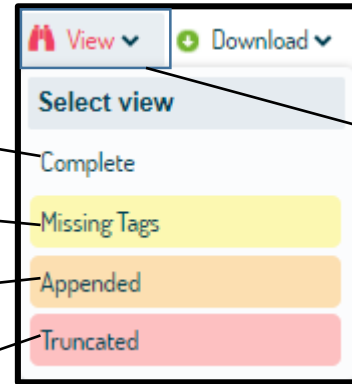 View Download
Select view
Complete
Missing Tags
Appended
Truncated